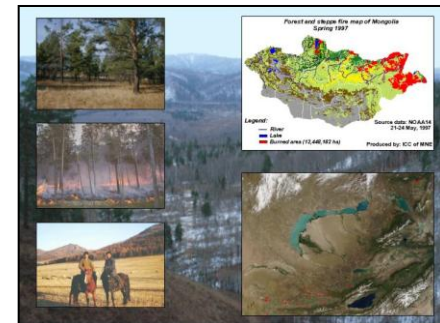 Forest and steppe fire map of Mongolia
Spring 1997
Legend:
River
Lake
Burned area (12,440,162 ha)
Source data: NOAA14
21-24 May, 1997
Produced by: ICC of MNE